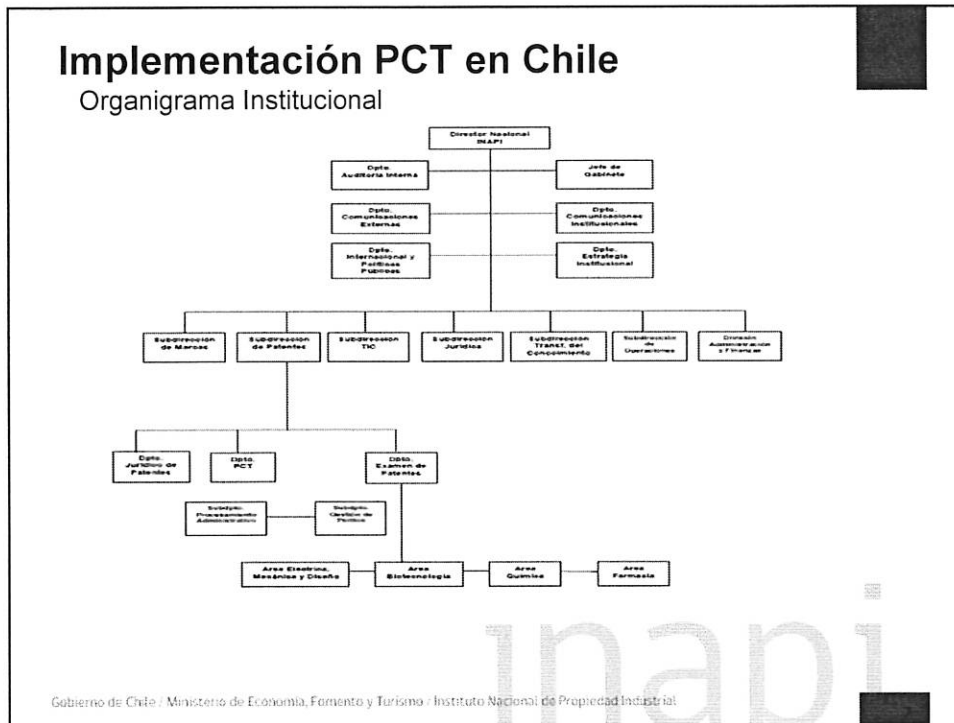 Implementación PCT en Chile
Organigrama Institucional
Director Nacional
INAPI
Dpto.
Auditoría Interna
Jefe de
Gabinete
Dpto.
Comunicaciones
Externas
Dpto.
Comunicaciones
Institucionales
Dpto.
Internacional y
Políticas
Públicas
Dpto.
Estrategia
Institucional
Subdirección
de Marcas
Subdirección
de Patentes
Subdirección
TIC
Subdirección
Jurídica
Subdirección
Transf. del
Conocimiento
Subdirección
de
Operaciones
División
Administración
y Finanzas
Dpto.
Jurídico de
Patentes
Dpto.
PCT
Dpto.
Examen de
Patentes
Subdpto.
Procesamiento
Administrativo
Subdpto.
Gestión de
Peritos
Area Eléctrica,
Mecánica y Diseño
Area
Biotecnología
Area
Química
Area
Farmacia
inapi
Gobierno de Chile / Ministerio de Economía, Fomento y Turismo / Instituto Nacional de Propiedad Industrial